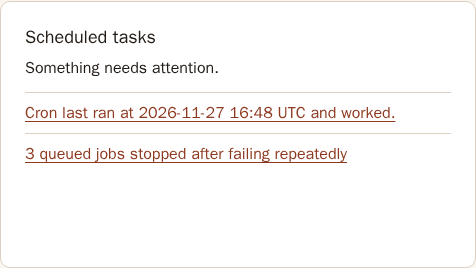 Scheduled tasks
Something needs attention.
Cron last ran at 2026-11-27 16:48 UTC and worked.
3 queued jobs stopped after failing repeatedly